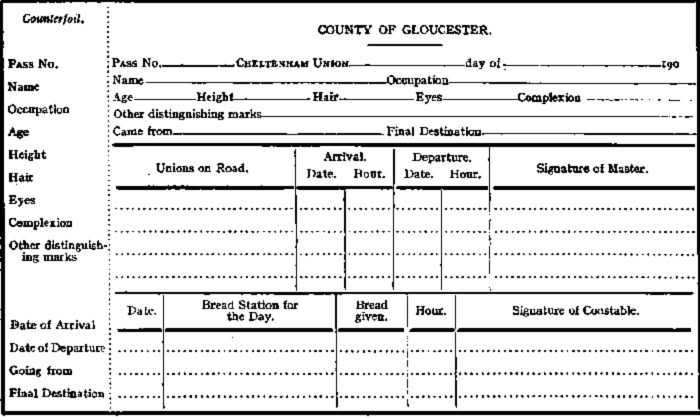 Counterfoil.
PASS NO.
Name
Occupation
Age
Height
Hair
Eyes
Complexion
Other distinguish-
ing marks
Date of Arrival
Date of Departure
Going from
Final Destination
COUNTY OF GLOUCESTER.
PASS NO. CHELTENHAM UNION day of 190
Name Occupation
Age Height Hair Eyes Complexion
Other distinguishing marks
Came from Final Destination
Unions on Road. Arrival. Departure. Signature of Master.
Date. Hour. Date. Hour.
Date. Bread Station for Bread Hour. Signature of Constable.
the Day. given.